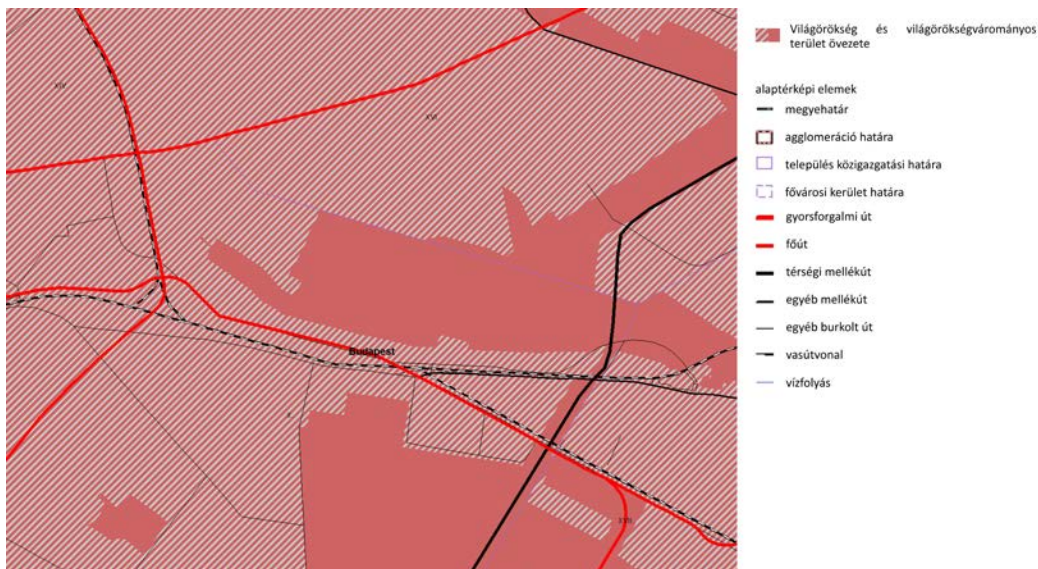 XIV
XVI
Budapest
X.
XVII
Világörökség és világörökségvárományos
terület övezete
alaptérképi elemek
megyehatár
agglomeráció határa
település közigazgatási határa
fővárosi kerület határa
gyorsforgalmi út
főút
térségi mellékút
egyéb mellékút
egyéb burkolt út
vasútvonal
vízfolyás